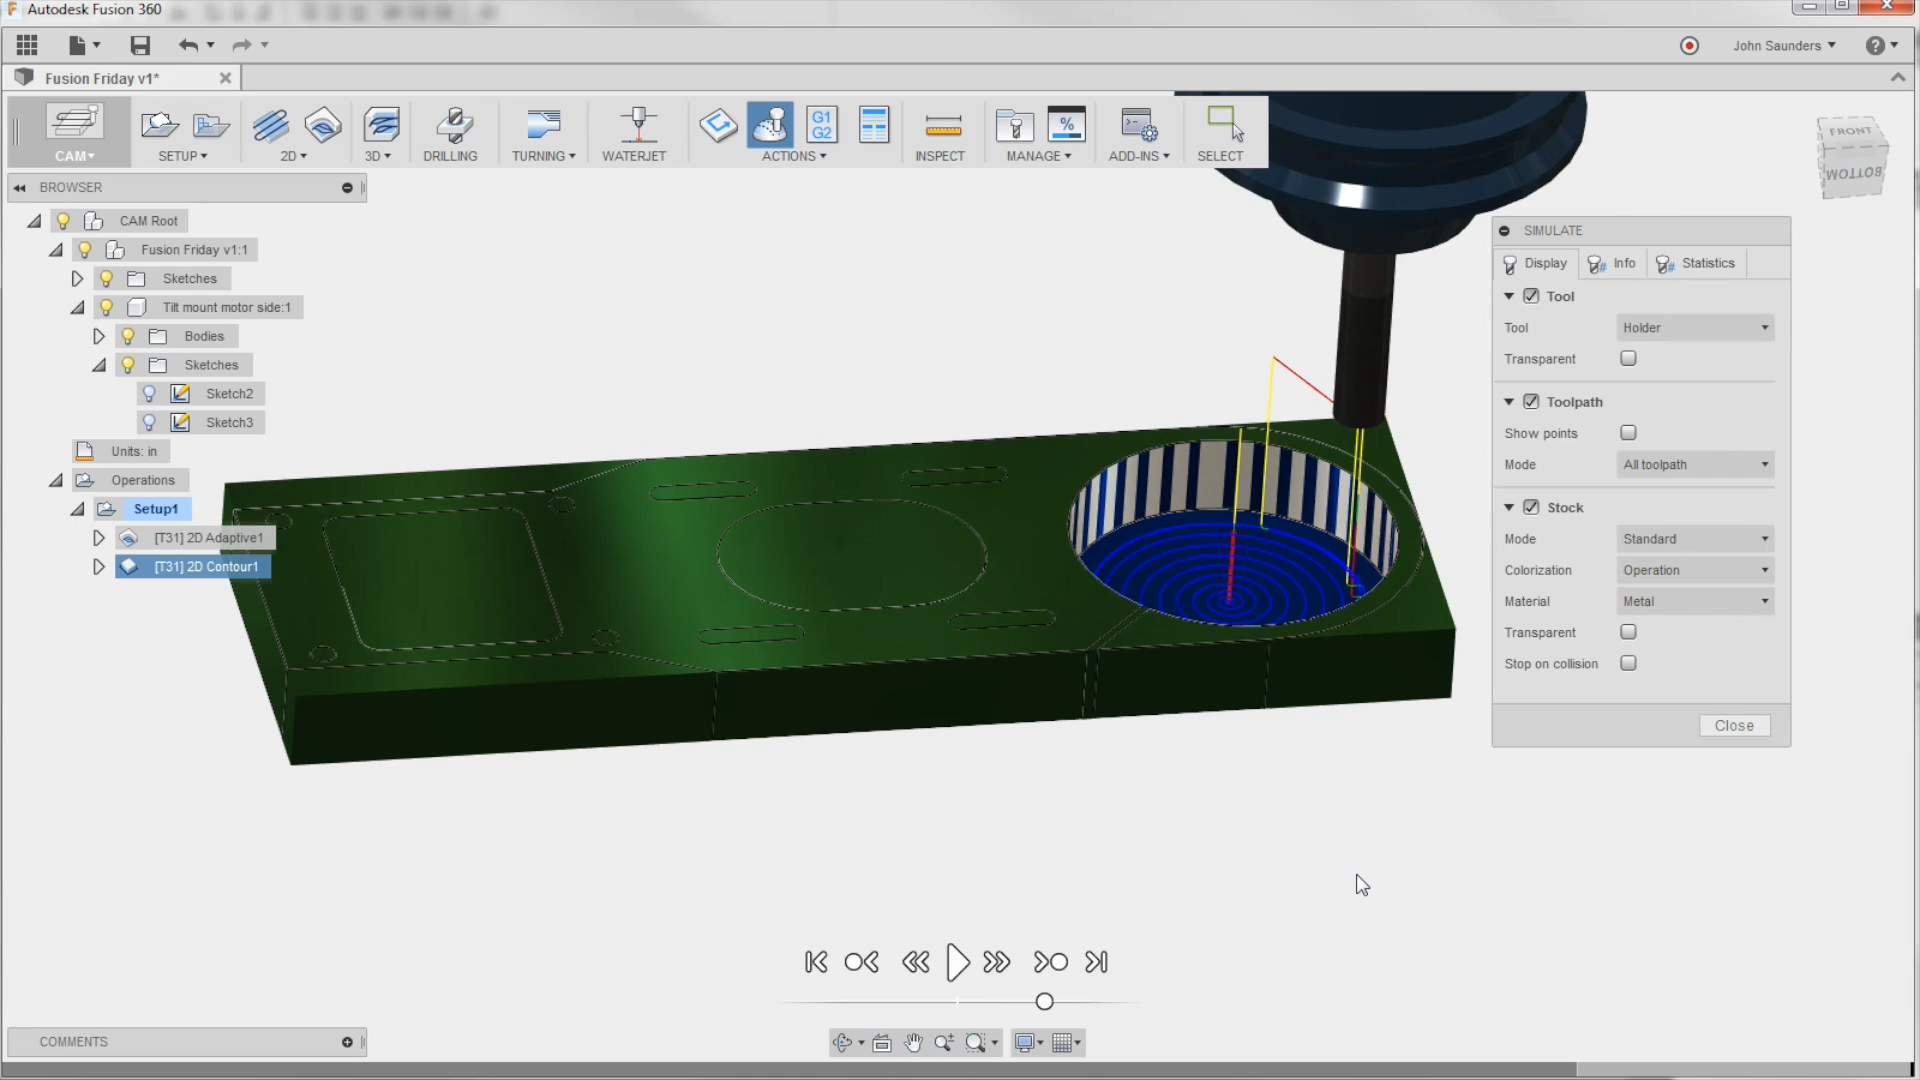 Autodesk Fusion 360
John Saunders
Fusion Friday v1*
CAM
SETUP
2D
3D
DRILLING
TURNING
WATERJET
G1
G2
ACTIONS
INSPECT
%
MANAGE
ADD-INS
SELECT
FRONT
BOTTOM
BROWSER
CAM Root
Fusion Friday v1:1
Sketches
Tilt mount motor side:1
Bodies
Sketches
Sketch2
Sketch3
Units: in
Operations
Setup1
[T31] 2D Adaptive1
[T31] 2D Contour1
SIMULATE
Display
Info
Statistics
Tool
Tool Holder
Transparent
Toolpath
Show points
Mode All toolpath
Stock
Mode Standard
Colorization Operation
Material Metal
Transparent
Stop on collision
Close
COMMENTS